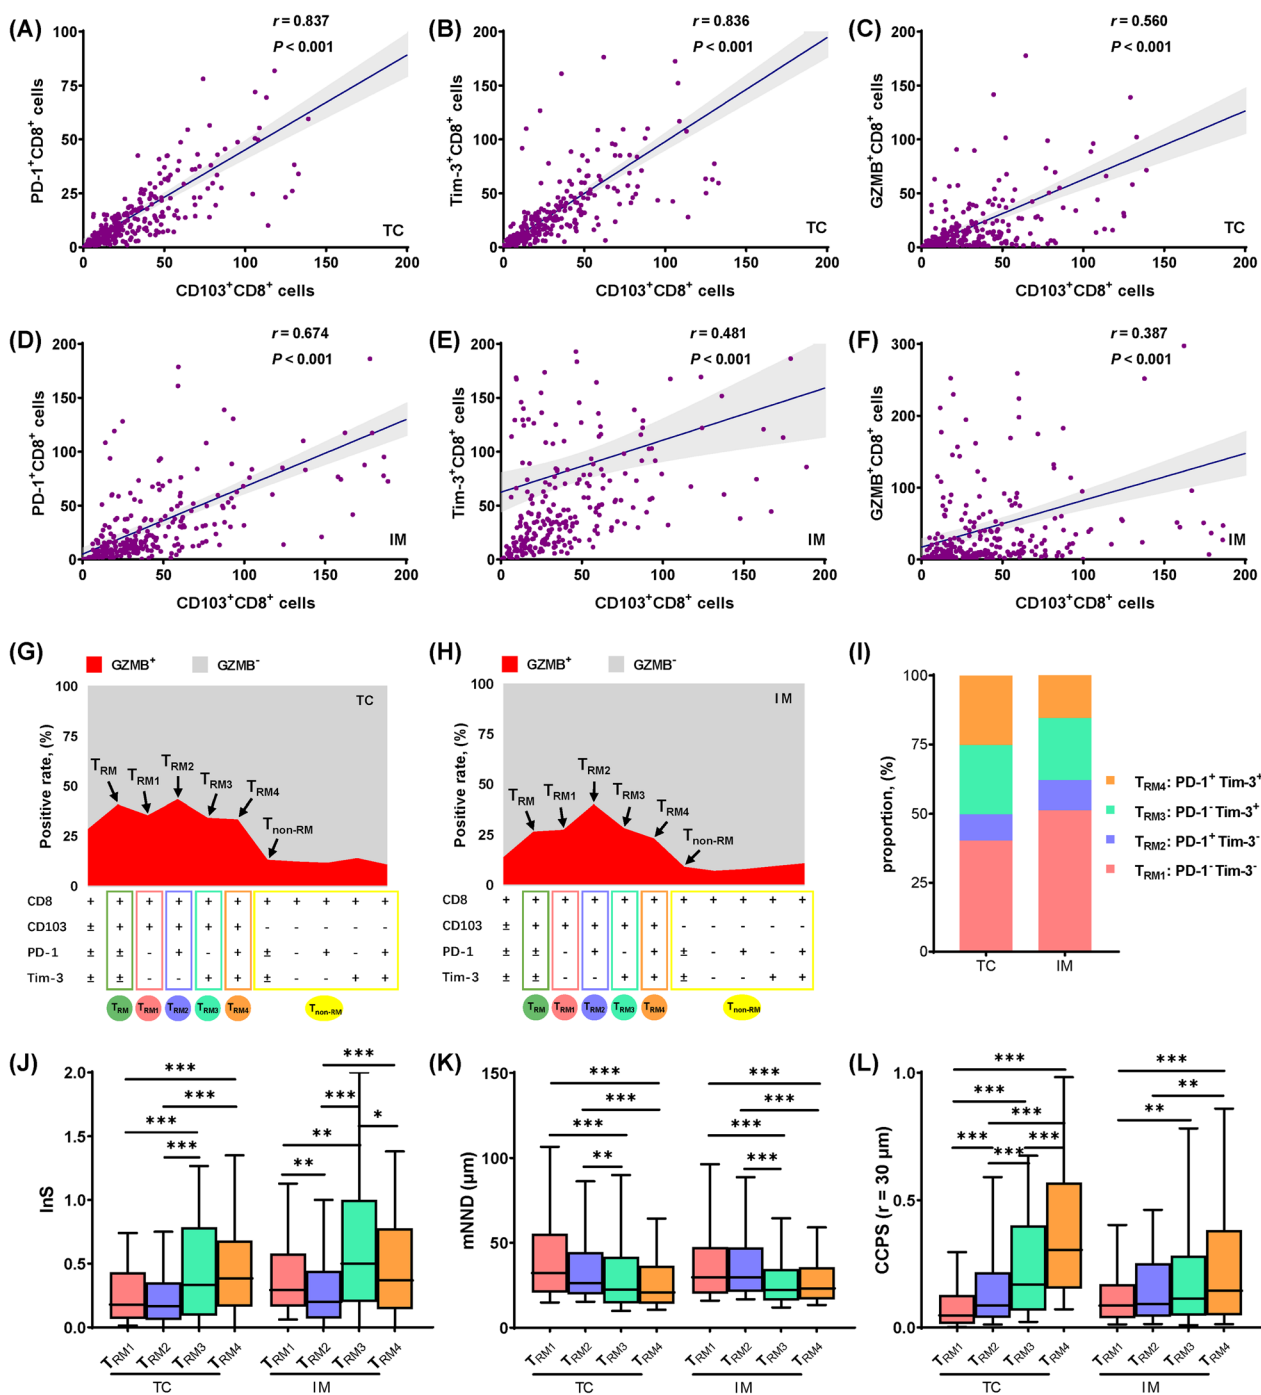 (A)
r = 0.837
P < 0.001
PD-1⁺CD8⁺ cells
100
75
50
25
0
TC
0 50 100 150 200
CD103⁺CD8⁺ cells
(B)
r = 0.836
P < 0.001
Tim-3⁺CD8⁺ cells
200
150
100
50
0
TC
0 50 100 150 200
CD103⁺CD8⁺ cells
(C)
r = 0.560
P < 0.001
GZMB⁺CD8⁺ cells
200
150
100
50
0
TC
0 50 100 150 200
CD103⁺CD8⁺ cells
(D)
r = 0.674
P < 0.001
PD-1⁺CD8⁺ cells
200
150
100
50
0
IM
0 50 100 150 200
CD103⁺CD8⁺ cells
(E)
r = 0.481
P < 0.001
Tim-3⁺CD8⁺ cells
200
150
100
50
0
IM
0 50 100 150 200
CD103⁺CD8⁺ cells
(F)
r = 0.387
P < 0.001
GZMB⁺CD8⁺ cells
300
200
100
0
IM
0 50 100 150 200
CD103⁺CD8⁺ cells
(G)
GZMB⁺ GZMB⁻
Positive rate, (%)
100
75
50
25
0
TC
TRM TRM1 TRM2 TRM3 TRM4 Tnon-RM
CD8 + + + + + + + + + + +
CD103 ± + + + + + - - - - -
PD-1 ± ± - + - + ± - + - +
Tim-3 ± ± - - + + ± - - + +
TRM TRM1 TRM2 TRM3 TRM4 Tnon-RM
(H)
GZMB⁺ GZMB⁻
Positive rate, (%)
100
75
50
25
0
IM
TRM TRM1 TRM2 TRM3 TRM4 Tnon-RM
CD8 + + + + + + + + + + +
CD103 ± + + + + + - - - - -
PD-1 ± ± - + - + ± - + - +
Tim-3 ± ± - - + + ± - - + +
TRM TRM1 TRM2 TRM3 TRM4 Tnon-RM
(I)
proportion, (%)
100
75
50
25
0
TC IM
TRM4: PD-1⁺ Tim-3⁺
TRM3: PD-1⁻ Tim-3⁺
TRM2: PD-1⁺ Tim-3⁻
TRM1: PD-1⁻ Tim-3⁻
(J)
InS
2.0
1.5
1.0
0.5
0.0
***
***
***
***
***
***
**
*
**
TRM1 TRM2 TRM3 TRM4 TRM1 TRM2 TRM3 TRM4
TC IM
(K)
mNND (µm)
150
100
50
0
***
***
***
**
***
***
***
***
TRM1 TRM2 TRM3 TRM4 TRM1 TRM2 TRM3 TRM4
TC IM
(L)
CCPS (r = 30 µm)
1.0
0.5
0.0
***
***
***
***
***
***
***
**
**
TRM1 TRM2 TRM3 TRM4 TRM1 TRM2 TRM3 TRM4
TC IM